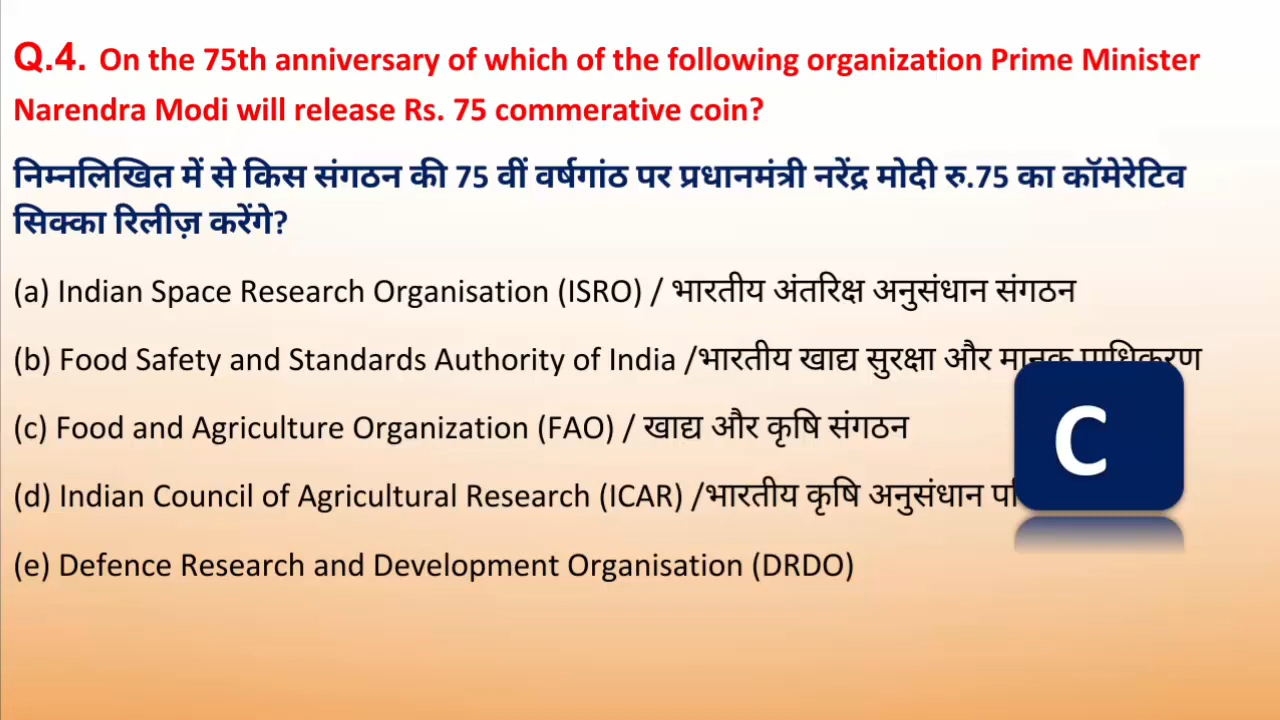 Q.4. On the 75th anniversary of which of the following organization Prime Minister
Narendra Modi will release Rs. 75 commerative coin?
निम्नलिखित में से किस संगठन की 75 वीं वर्षगांठ पर प्रधानमंत्री नरेंद्र मोदी रु.75 का कॉमेरेटिव
सिक्का रिलीज़ करेंगे?
(a) Indian Space Research Organisation (ISRO) / भारतीय अंतरिक्ष अनुसंधान संगठन
(b) Food Safety and Standards Authority of India /भारतीय खाद्य सुरक्षा और मानक प्राधिकरण
(c) Food and Agriculture Organization (FAO) / खाद्य और कृषि संगठन
C
(d) Indian Council of Agricultural Research (ICAR) /भारतीय कृषि अनुसंधान
(e) Defence Research and Development Organisation (DRDO)